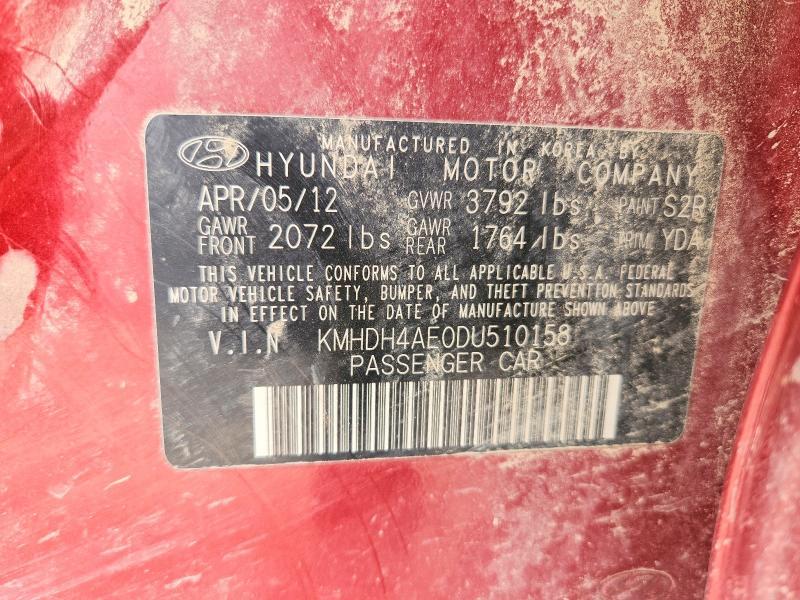 MANUFACTURED IN KOREA BY
HYUNDAI MOTOR COMPANY
APR/05/12 GVWR 3792 lbs PAINT S2R
GAWR FRONT 2072 lbs GAWR REAR 1764 lbs TRIM YDA
THIS VEHICLE CONFORMS TO ALL APPLICABLE U.S.A. FEDERAL
MOTOR VEHICLE SAFETY, BUMPER, AND THEFT PREVENTION STANDARDS
IN EFFECT ON THE DATE OF MANUFACTURE SHOWN ABOVE
V.I.N KMHDH4AE0DU510158
PASSENGER CAR